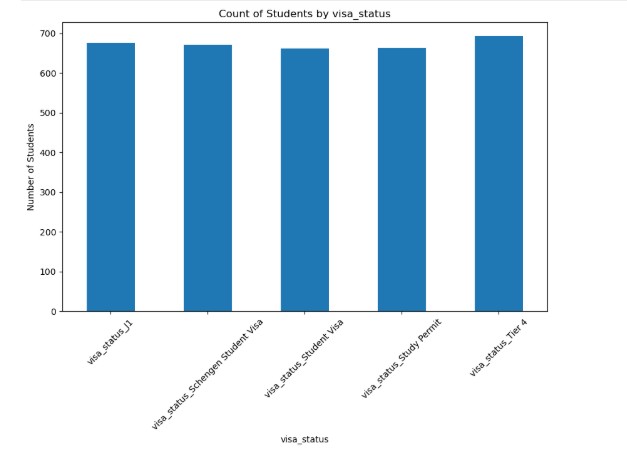 Count of Students by visa_status
Number of Students
700
600
500
400
300
200
100
0
visa_status_J1
visa_status_Schengen Student Visa
visa_status_Student Visa
visa_status_Study Permit
visa_status_Tier 4
visa_status